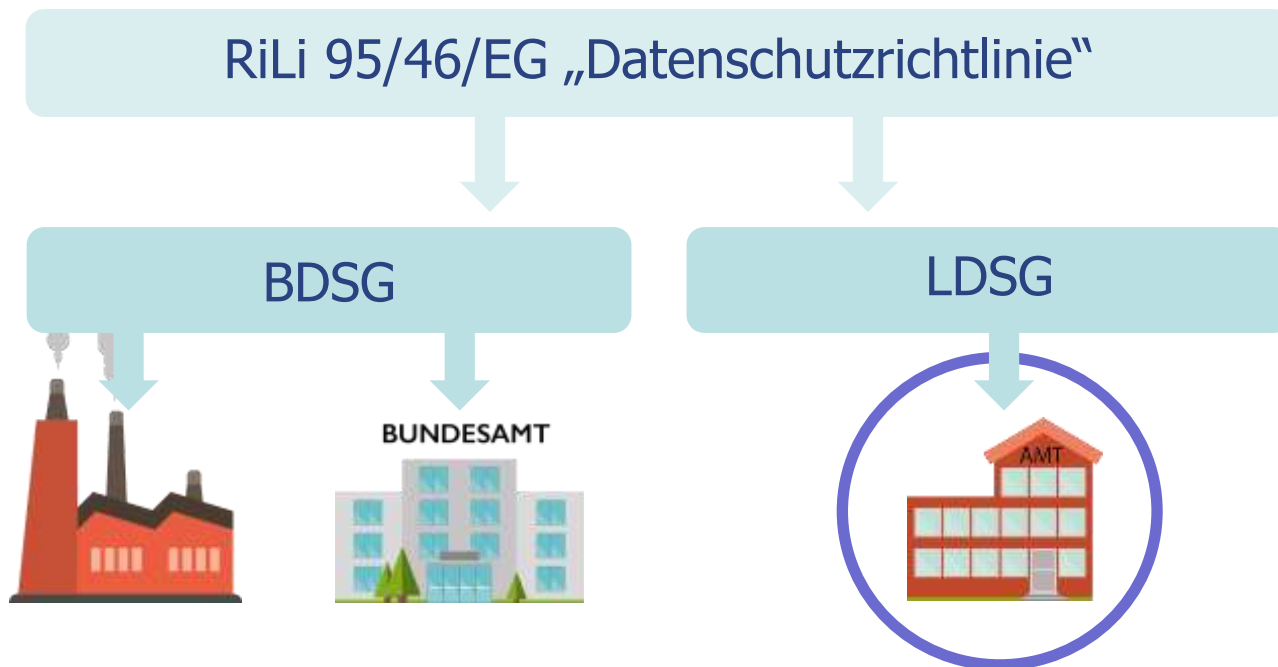 RiLi 95/46/EG „Datenschutzrichtlinie“
BDSG
LDSG
BUNDESAMT
AMT